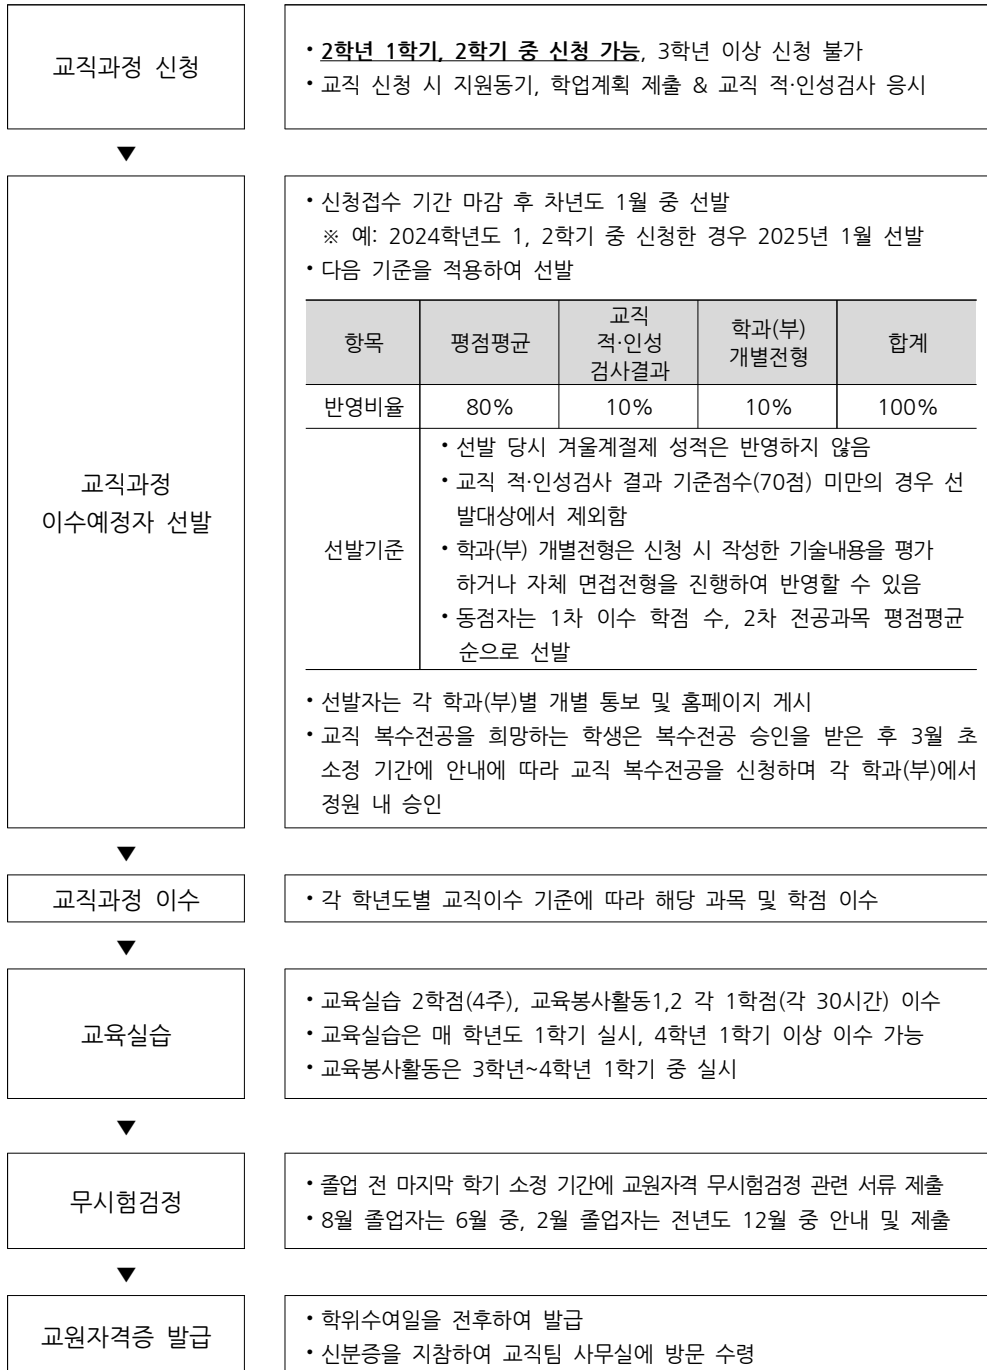 교직과정 신청
• 2학년 1학기, 2학기 중 신청 가능, 3학년 이상 신청 불가
• 교직 신청 시 지원동기, 학업계획 제출 & 교직 적·인성검사 응시
▼
교직과정
이수예정자 선발
• 신청접수 기간 마감 후 차년도 1월 중 선발
※ 예: 2024학년도 1, 2학기 중 신청한 경우 2025년 1월 선발
• 다음 기준을 적용하여 선발
항목 평점평균 교직 적·인성 검사결과 학과(부) 개별전형 합계
반영비율 80% 10% 10% 100%
선발기준
• 선발 당시 겨울계절제 성적은 반영하지 않음
• 교직 적·인성검사 결과 기준점수(70점) 미만의 경우 선
발대상에서 제외함
• 학과(부) 개별전형은 신청 시 작성한 기술내용을 평가
하거나 자체 면접전형을 진행하여 반영할 수 있음
• 동점자는 1차 이수 학점 수, 2차 전공과목 평점평균
순으로 선발
• 선발자는 각 학과(부)별 개별 통보 및 홈페이지 게시
• 교직 복수전공을 희망하는 학생은 복수전공 승인을 받은 후 3월 초
소정 기간에 안내에 따라 교직 복수전공을 신청하며 각 학과(부)에서
정원 내 승인
▼
교직과정 이수
• 각 학년도별 교직이수 기준에 따라 해당 과목 및 학점 이수
▼
교육실습
• 교육실습 2학점(4주), 교육봉사활동1,2 각 1학점(각 30시간) 이수
• 교육실습은 매 학년도 1학기 실시, 4학년 1학기 이상 이수 가능
• 교육봉사활동은 3학년~4학년 1학기 중 실시
▼
무시험검정
• 졸업 전 마지막 학기 소정 기간에 교원자격 무시험검정 관련 서류 제출
• 8월 졸업자는 6월 중, 2월 졸업자는 전년도 12월 중 안내 및 제출
▼
교원자격증 발급
• 학위수여일을 전후하여 발급
• 신분증을 지참하여 교직팀 사무실에 방문 수령